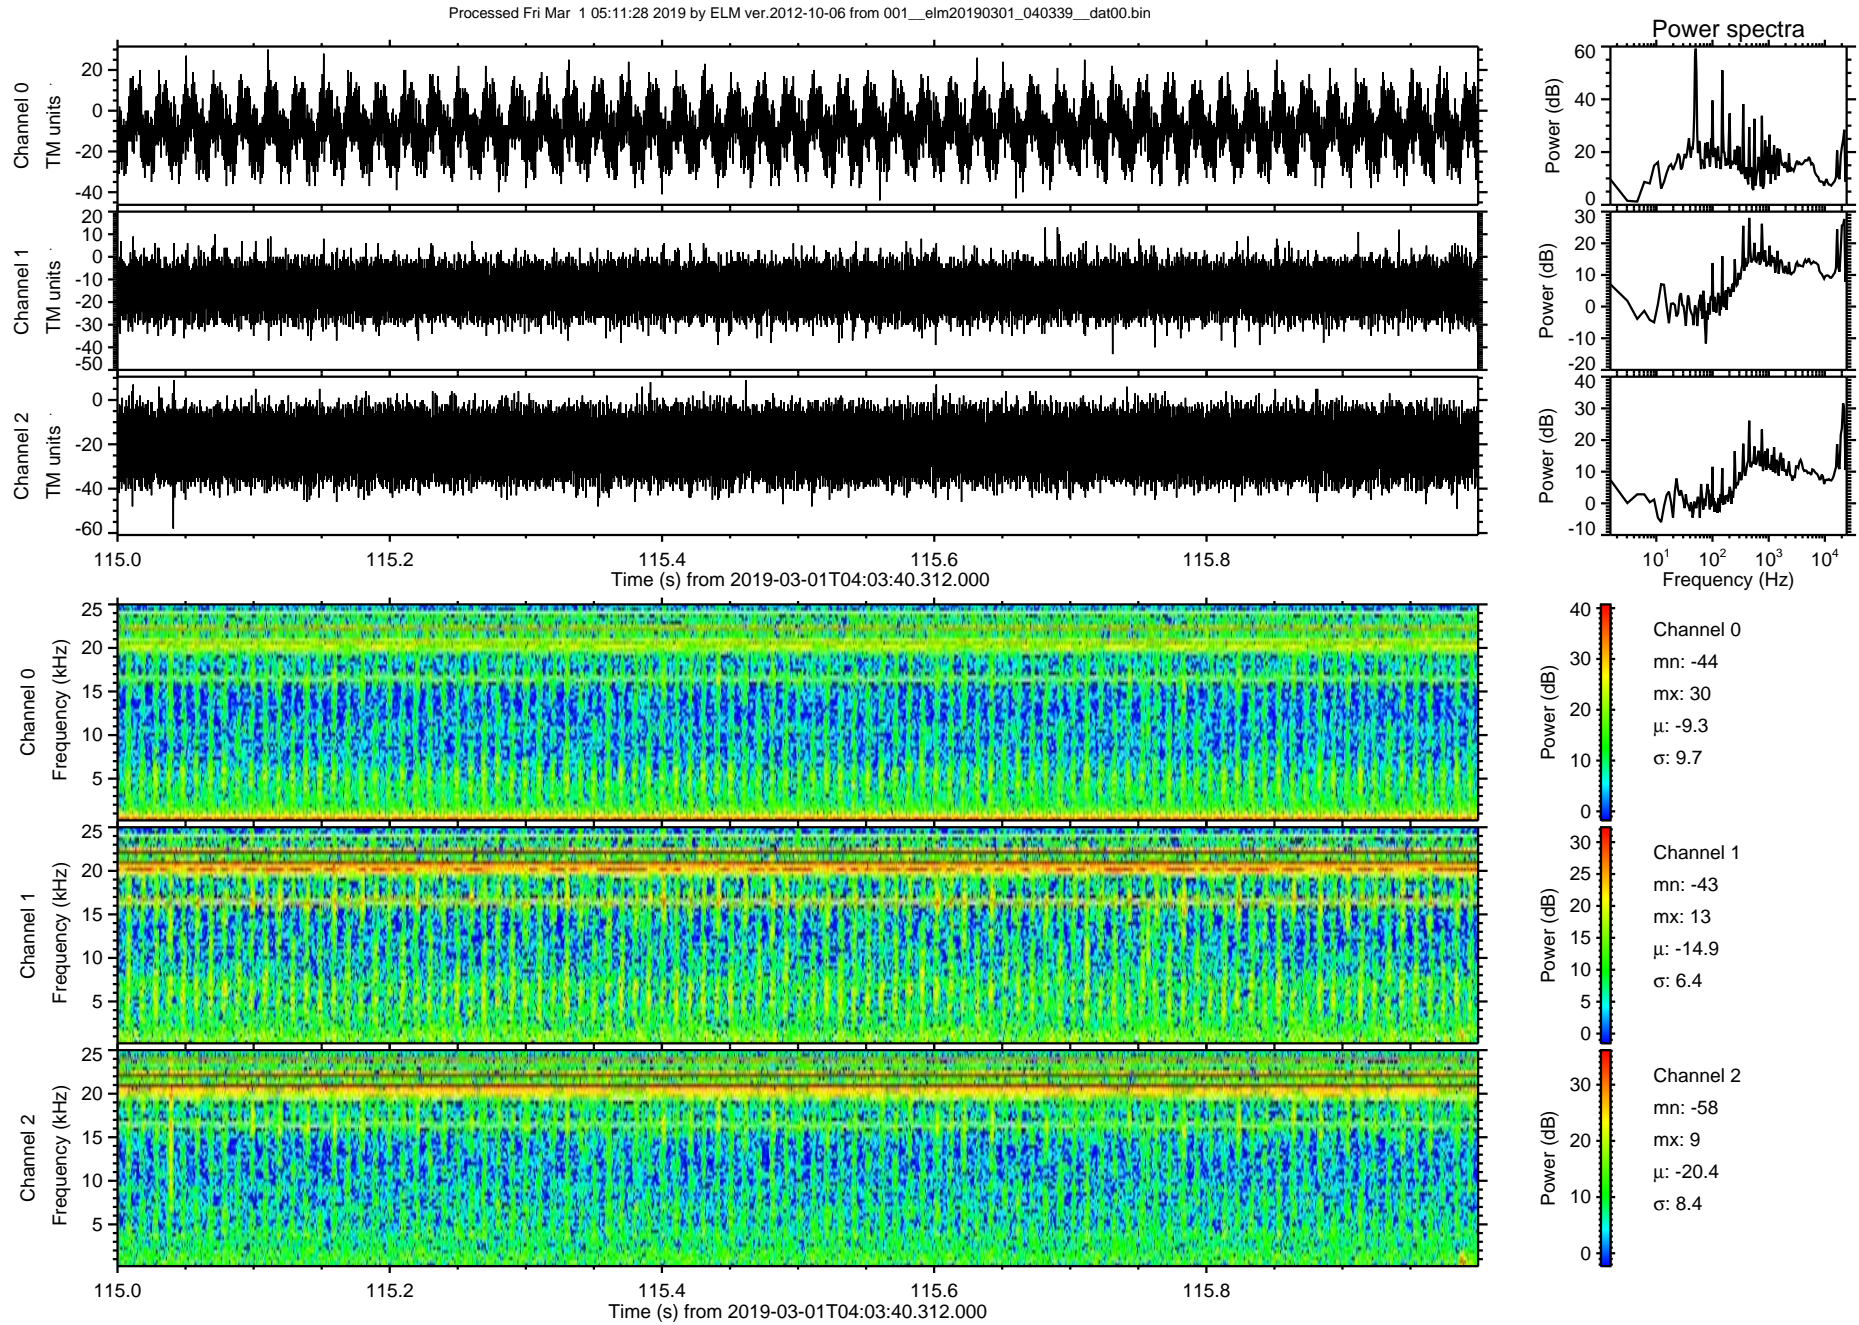 Processed Fri Mar  1 05:11:28 2019 by ELM ver.2012-10-06 from 001__elm20190301_040339__dat00.bin
Power spectra
Channel 0
TM units
20
0
-20
-40
Power (dB)
60
40
20
0
Channel 1
TM units
20
10
0
-10
-20
-30
-40
-50
Power (dB)
30
20
10
0
-10
-20
Channel 2
TM units
0
-20
-40
-60
Power (dB)
40
30
20
10
0
-10
115.0 115.2 115.4 115.6 115.8
Time (s) from 2019-03-01T04:03:40.312.000
10¹ 10² 10³ 10⁴
Frequency (Hz)
Channel 0
Frequency (kHz)
25
20
15
10
5
Power (dB)
40
30
20
10
0
Channel 0
mn: -44
mx: 30
μ: -9.3
σ: 9.7
Channel 1
Frequency (kHz)
25
20
15
10
5
Power (dB)
30
25
20
15
10
5
0
Channel 1
mn: -43
mx: 13
μ: -14.9
σ: 6.4
Channel 2
Frequency (kHz)
25
20
15
10
5
Power (dB)
30
20
10
0
Channel 2
mn: -58
mx: 9
μ: -20.4
σ: 8.4
115.0 115.2 115.4 115.6 115.8
Time (s) from 2019-03-01T04:03:40.312.000